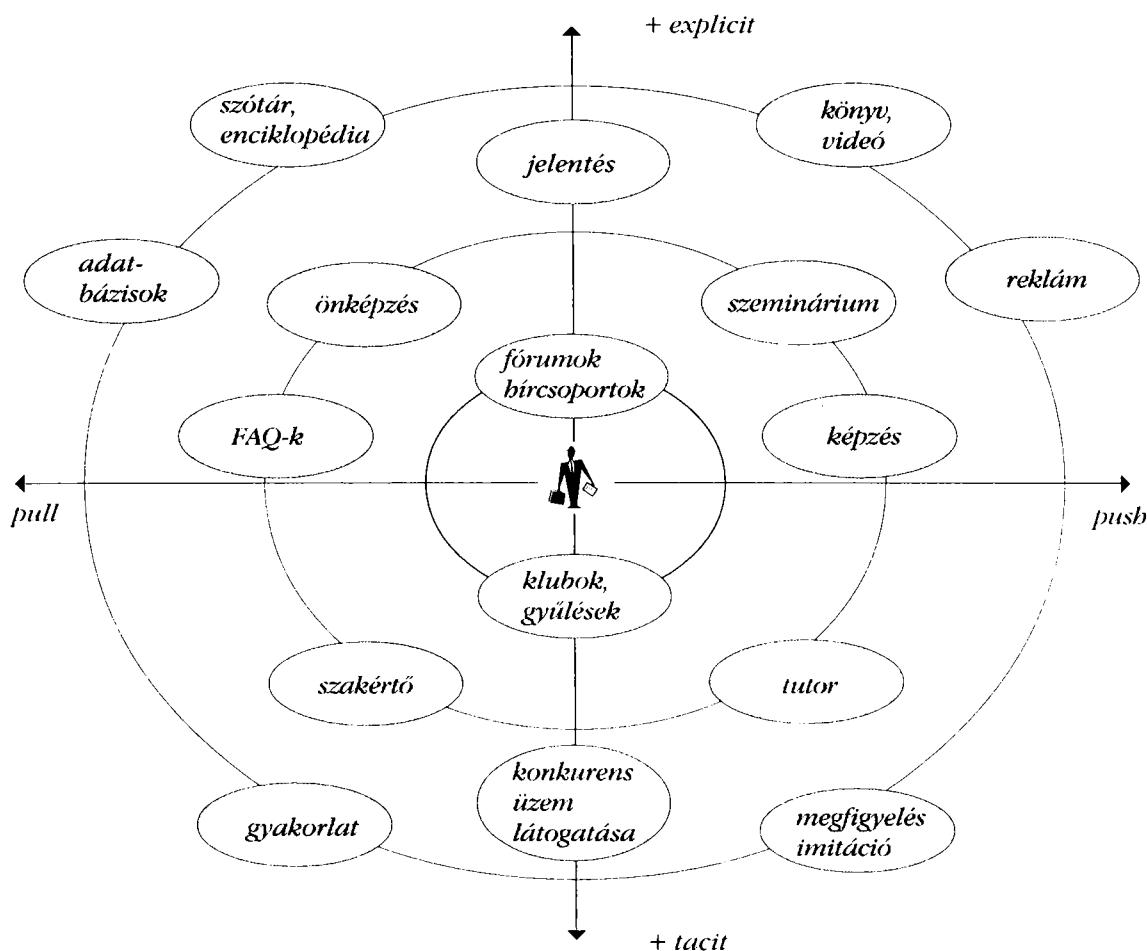 + explicit
szótár,
enciklopédia
könyv,
videó
jelentés
adat-
bázisok
reklám
önképzés
szeminárium
fórumok
hírcsoportok
FAQ-k
képzés
pull
push
klubok,
gyűlések
szakértő
tutor
konkurens
üzem
látogatása
gyakorlat
megfigyelés
imitáció
+ tacit